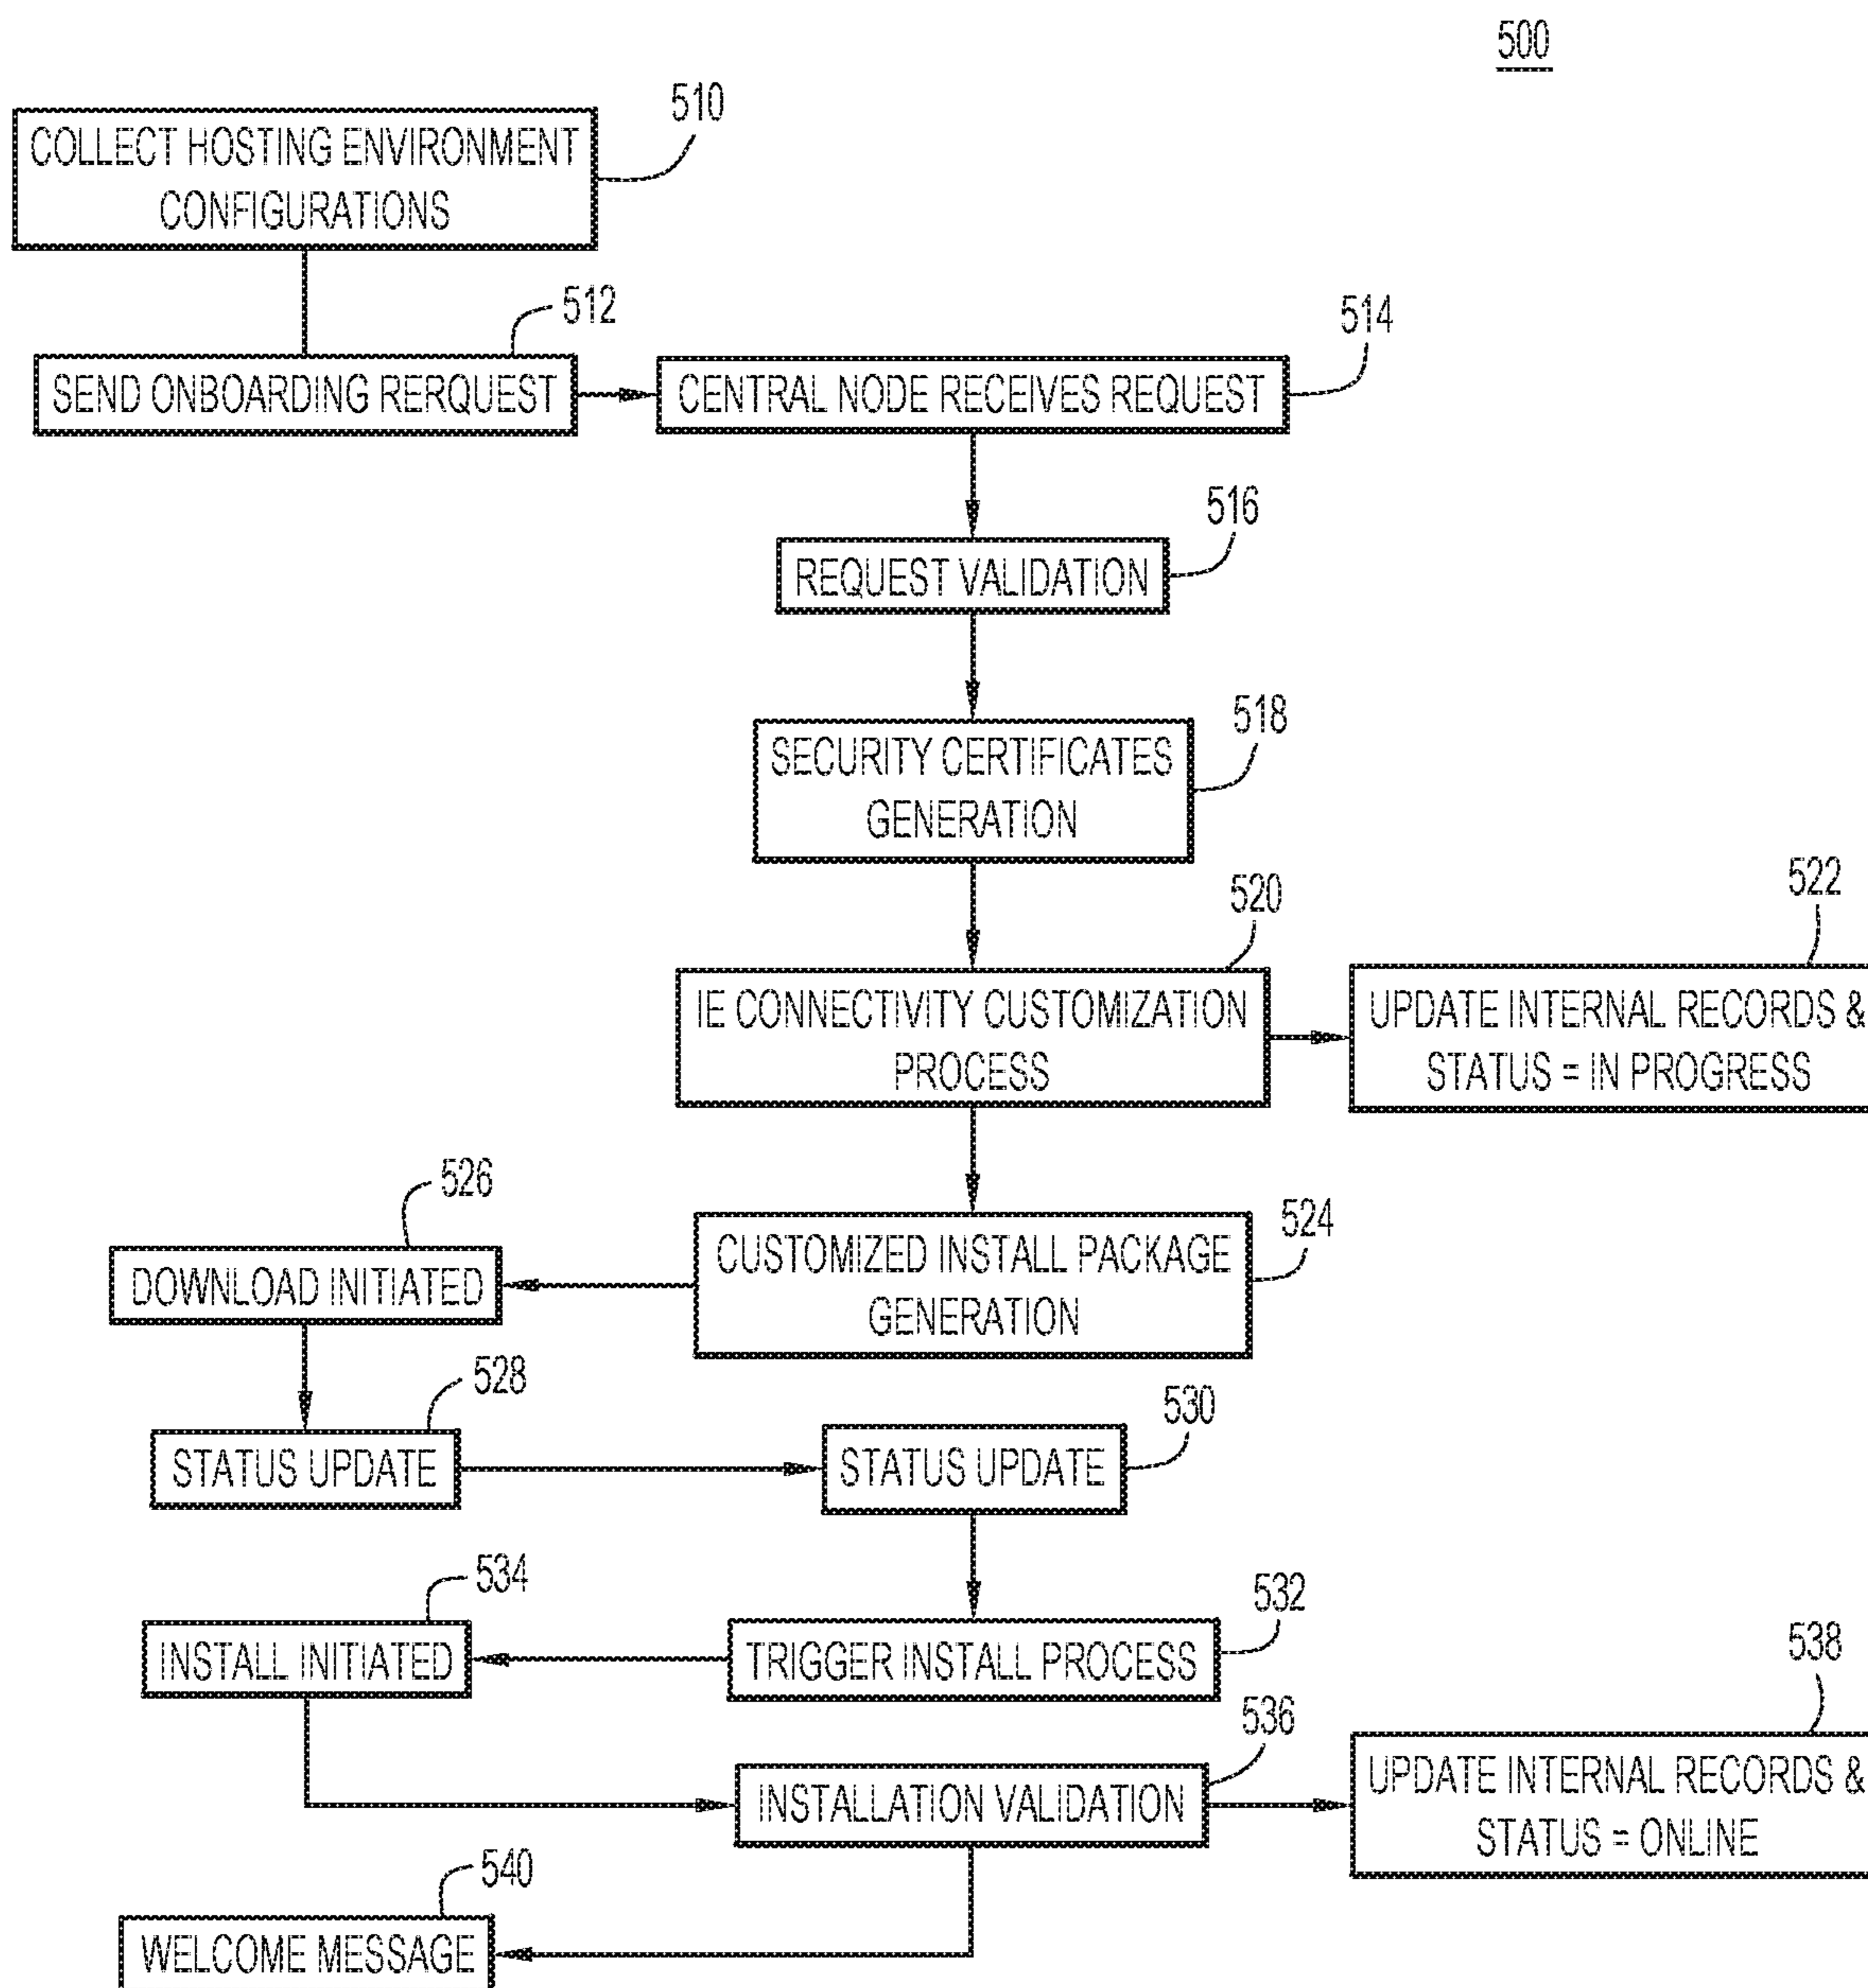 500
510
COLLECT HOSTING ENVIRONMENT
CONFIGURATIONS
512
514
SEND ONBOARDING RERQUEST
CENTRAL NODE RECEIVES REQUEST
516
REQUEST VALIDATION
518
SECURITY CERTIFICATES
GENERATION
520
522
IE CONNECTIVITY CUSTOMIZATION
PROCESS
UPDATE INTERNAL RECORDS &
STATUS = IN PROGRESS
526
524
DOWNLOAD INITIATED
CUSTOMIZED INSTALL PACKAGE
GENERATION
528
530
STATUS UPDATE
STATUS UPDATE
534
532
INSTALL INITIATED
TRIGGER INSTALL PROCESS
536
538
INSTALLATION VALIDATION
UPDATE INTERNAL RECORDS &
STATUS = ONLINE
540
WELCOME MESSAGE